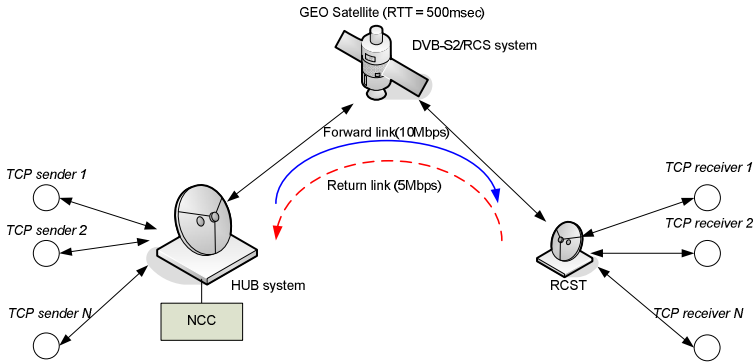 GEO Satellite (RTT = 500msec)
DVB-S2/RCS system
Forward link(10Mbps)
Return link (5Mbps)
TCP sender 1
TCP sender 2
TCP sender N
HUB system
NCC
RCST
TCP receiver 1
TCP receiver 2
TCP receiver N